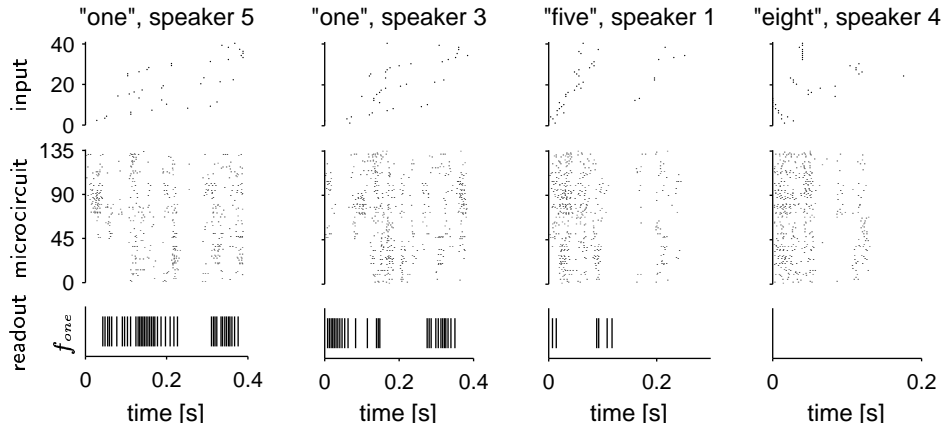 "one", speaker 5
"one", speaker 3
"five", speaker 1
"eight", speaker 4
input
40
20
0
microcircuit
135
90
45
0
readout
f_one
0 0.2 0.4
0 0.2 0.4
0 0.2
0 0.2
time [s]
time [s]
time [s]
time [s]